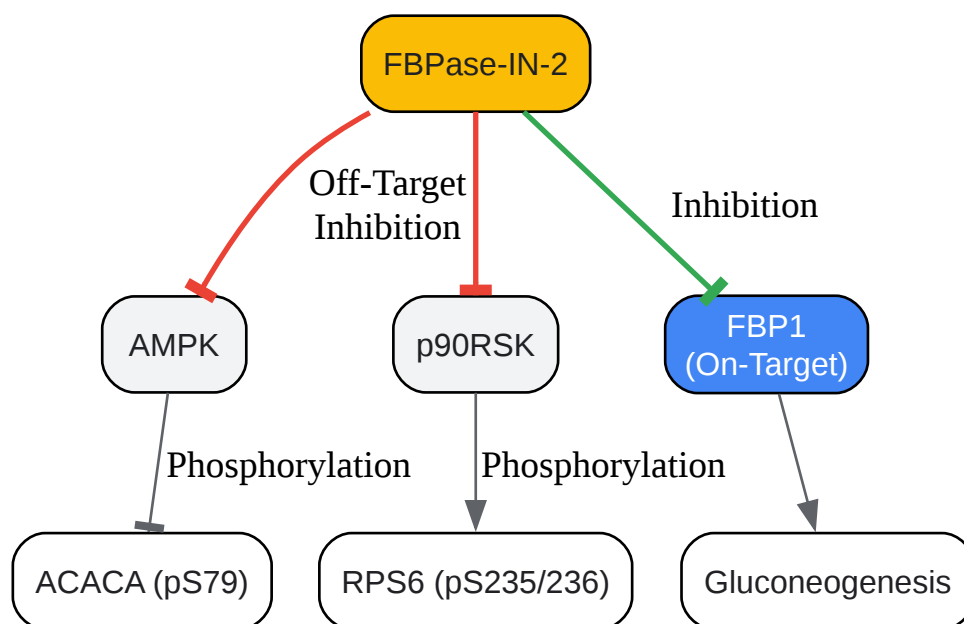 FBPase-IN-2
Off-Target
Inhibition
Inhibition
AMPK
p90RSK
FBP1
(On-Target)
Phosphorylation
Phosphorylation
ACACA (pS79)
RPS6 (pS235/236)
Gluconeogenesis